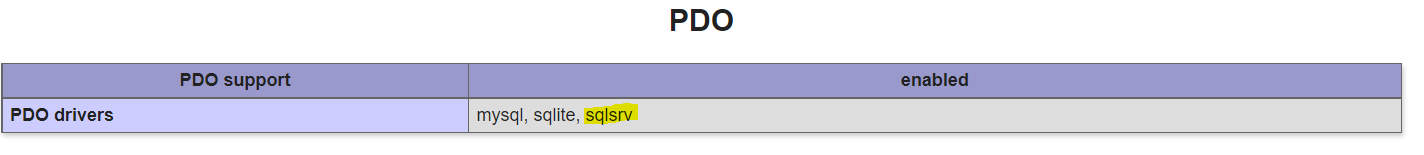 PDO
PDO support enabled
PDO drivers mysql, sqlite, sqlsrv